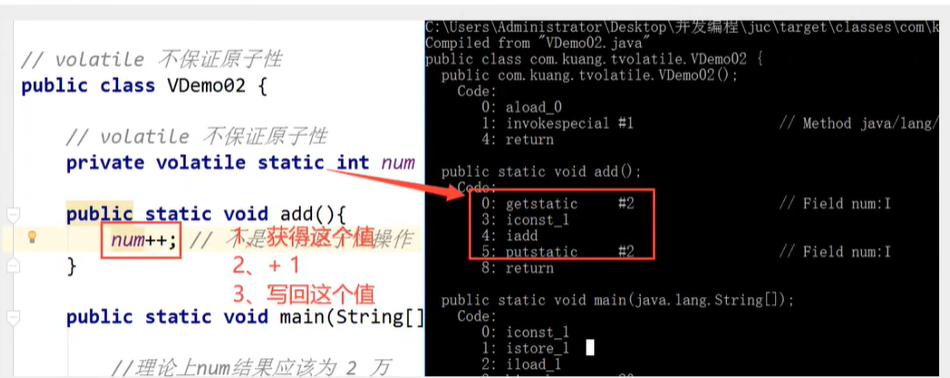 // volatile 不保证原子性
public class VDemo02 {
// volatile 不保证原子性
private volatile static int num
public static void add(){
num++; // 不是 操作
1、获得这个值
2、+ 1
3、写回这个值
}
public static void main(String[]
//理论上num结果应该为 2 万
C:\Users\Administrator\Desktop\并发编程\juc\target\classes\com\k
Compiled from "VDemo02.java"
public class com.kuang.tvolatile.VDemo02 {
public com.kuang.tvolatile.VDemo02();
Code:
0: aload_0
1: invokespecial #1 // Method java/lang/
4: return
public static void add();
Code:
0: getstatic #2 // Field num:I
3: iconst_1
4: iadd
5: putstatic #2 // Field num:I
8: return
public static void main(java.lang.String[]);
Code:
0: iconst_1
1: istore_1
2: iload_1